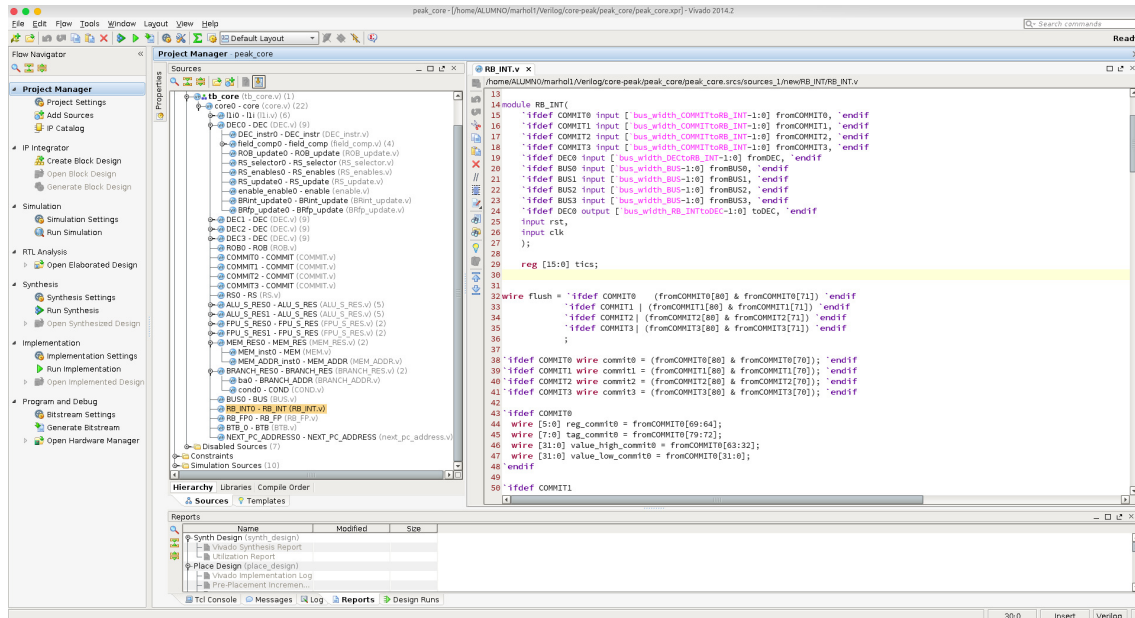 peak_core - [/home/ALUMNO/marhol1/Verilog/core-peak/peak_core/peak_core.xpr] - Vivado 2014.2
File Edit Flow Tools Window Layout View Help
Q- Search commands
Default Layout
Ready
Flow Navigator
Project Manager
Project Settings
Add Sources
IP Catalog
IP Integrator
Create Block Design
Open Block Design
Generate Block Design
Simulation
Simulation Settings
Run Simulation
RTL Analysis
Open Elaborated Design
Synthesis
Synthesis Settings
Run Synthesis
Open Synthesized Design
Implementation
Implementation Settings
Run Implementation
Open Implemented Design
Program and Debug
Bitstream Settings
Generate Bitstream
Open Hardware Manager
Project Manager - peak_core
Properties
Sources
tb_core (tb_core.v) (1)
core0 - core (core.v) (22)
l1i0 - l1i (l1i.v) (6)
DEC0 - DEC (DEC.v) (9)
DEC_instr0 - DEC_instr (DEC_instr.v)
field_comp0 - field_comp (field_comp.v) (4)
ROB_update0 - ROB_update (ROB_update.v)
RS_selector0 - RS_selector (RS_selector.v)
RS_enables0 - RS_enables (RS_enables.v)
RS_update0 - RS_update (RS_update.v)
enable_enable0 - enable (enable.v)
BRint_update0 - BRint_update (BRint_update.v)
BRfp_update0 - BRfp_update (BRfp_update.v)
DEC1 - DEC (DEC.v) (9)
DEC2 - DEC (DEC.v) (9)
DEC3 - DEC (DEC.v) (9)
ROB0 - ROB (ROB.v)
COMMIT0 - COMMIT (COMMIT.v)
COMMIT1 - COMMIT (COMMIT.v)
COMMIT2 - COMMIT (COMMIT.v)
COMMIT3 - COMMIT (COMMIT.v)
RS0 - RS (RS.v)
ALU_S_RES0 - ALU_S_RES (ALU_S_RES.v) (5)
ALU_S_RES1 - ALU_S_RES (ALU_S_RES.v) (5)
FPU_S_RES0 - FPU_S_RES (FPU_S_RES.v) (2)
FPU_S_RES1 - FPU_S_RES (FPU_S_RES.v) (2)
MEM_RES0 - MEM_RES (MEM_RES.v) (2)
MEM_inst0 - MEM (MEM.v)
MEM_ADDR_inst0 - MEM_ADDR (MEM_ADDR.v)
BRANCH_RES0 - BRANCH_RES (BRANCH_RES.v) (2)
ba0 - BRANCH_ADDR (BRANCH_ADDR.v)
cond0 - COND (COND.v)
BUS0 - BUS (BUS.v)
RB_INT0 - RB_INT (RB_INT.v)
RB_FP0 - RB_FP (RB_FP.v)
BTB_0 - BTB (BTB.v)
NEXT_PC_ADDRESS0 - NEXT_PC_ADDRESS (next_pc_address.v)
Disabled Sources (7)
Constraints
Simulation Sources (10)
Hierarchy Libraries Compile Order
Sources Templates
RB_INT.v
/home/ALUMNO/marhol1/Verilog/core-peak/peak_core/peak_core.srcs/sources_1/new/RB_INT/RB_INT.v
13
14 module RB_INT(
15 `ifdef COMMIT0 input [`bus_width_COMMITtoRB_INT-1:0] fromCOMMIT0, `endif
16 `ifdef COMMIT1 input [`bus_width_COMMITtoRB_INT-1:0] fromCOMMIT1, `endif
17 `ifdef COMMIT2 input [`bus_width_COMMITtoRB_INT-1:0] fromCOMMIT2, `endif
18 `ifdef COMMIT3 input [`bus_width_COMMITtoRB_INT-1:0] fromCOMMIT3, `endif
19 `ifdef DEC0 input [`bus_width_DECtoRB_INT-1:0] fromDEC, `endif
20 `ifdef BUS0 input [`bus_width_BUS-1:0] fromBUS0, `endif
21 `ifdef BUS1 input [`bus_width_BUS-1:0] fromBUS1, `endif
22 `ifdef BUS2 input [`bus_width_BUS-1:0] fromBUS2, `endif
23 `ifdef BUS3 input [`bus_width_BUS-1:0] fromBUS3, `endif
24 `ifdef DEC0 output [`bus_width_RB_INTtoDEC-1:0] toDEC, `endif
25 input rst,
26 input clk
27 );
28
29 reg [15:0] tics;
30
31
32 wire flush = `ifdef COMMIT0 (fromCOMMIT0[80] & fromCOMMIT0[71]) `endif
33 `ifdef COMMIT1 | (fromCOMMIT1[80] & fromCOMMIT1[71]) `endif
34 `ifdef COMMIT2| (fromCOMMIT2[80] & fromCOMMIT2[71]) `endif
35 `ifdef COMMIT3| (fromCOMMIT3[80] & fromCOMMIT3[71]) `endif
36 ;
37
38 `ifdef COMMIT0 wire commit0 = (fromCOMMIT0[80] & fromCOMMIT0[70]); `endif
39 `ifdef COMMIT1 wire commit1 = (fromCOMMIT1[80] & fromCOMMIT1[70]); `endif
40 `ifdef COMMIT2 wire commit2 = (fromCOMMIT2[80] & fromCOMMIT2[70]); `endif
41 `ifdef COMMIT3 wire commit3 = (fromCOMMIT3[80] & fromCOMMIT3[70]); `endif
42
43 `ifdef COMMIT0
44 wire [5:0] reg_commit0 = fromCOMMIT0[69:64];
45 wire [7:0] tag_commit0 = fromCOMMIT0[79:72];
46 wire [31:0] value_high_commit0 = fromCOMMIT0[63:32];
47 wire [31:0] value_low_commit0 = fromCOMMIT0[31:0];
48 `endif
49
50 `ifdef COMMIT1
Reports
Name Modified Size
Synth Design (synth_design)
Vivado Synthesis Report
Utilization Report
Place Design (place_design)
Vivado Implementation Log
Pre-Placement Incremen...
Tcl Console Messages Log Reports Design Runs
30:0 Insert Verilog